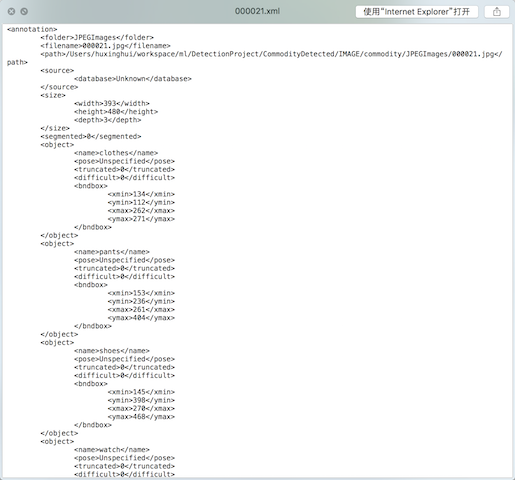 000021.xml
使用“Internet Explorer”打开
<annotation>
<folder>JPEGImages</folder>
<filename>000021.jpg</filename>
<path>/Users/huxinghui/workspace/ml/DetectionProject/CommodityDetected/IMAGE/commodity/JPEGImages/000021.jpg</
path>
<source>
<database>Unknown</database>
</source>
<size>
<width>393</width>
<height>480</height>
<depth>3</depth>
</size>
<segmented>0</segmented>
<object>
<name>clothes</name>
<pose>Unspecified</pose>
<truncated>0</truncated>
<difficult>0</difficult>
<bndbox>
<xmin>134</xmin>
<ymin>112</ymin>
<xmax>262</xmax>
<ymax>271</ymax>
</bndbox>
</object>
<object>
<name>pants</name>
<pose>Unspecified</pose>
<truncated>0</truncated>
<difficult>0</difficult>
<bndbox>
<xmin>153</xmin>
<ymin>236</ymin>
<xmax>261</xmax>
<ymax>404</ymax>
</bndbox>
</object>
<object>
<name>shoes</name>
<pose>Unspecified</pose>
<truncated>0</truncated>
<difficult>0</difficult>
<bndbox>
<xmin>145</xmin>
<ymin>398</ymin>
<xmax>270</xmax>
<ymax>468</ymax>
</bndbox>
</object>
<object>
<name>watch</name>
<pose>Unspecified</pose>
<truncated>0</truncated>
<difficult>0</difficult>